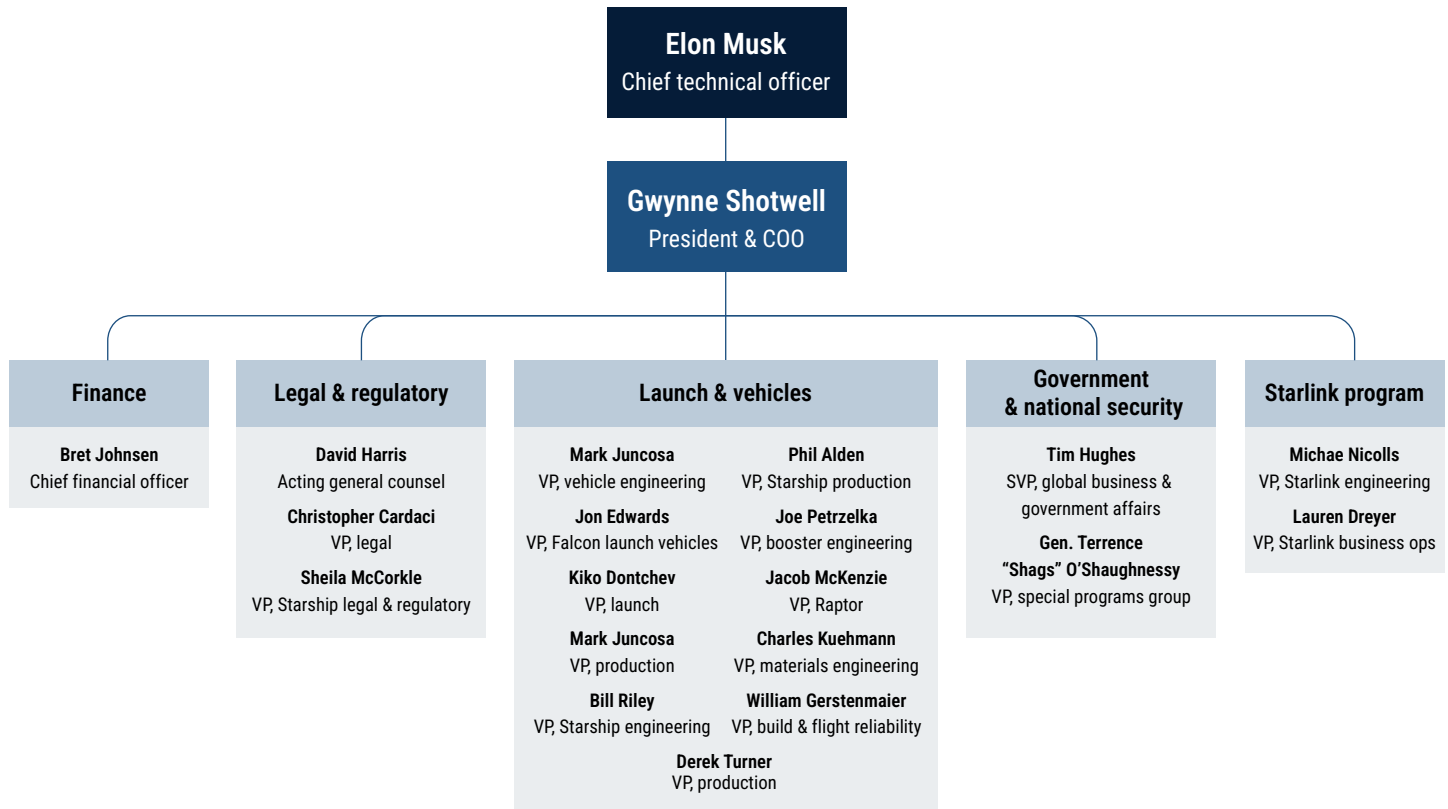 Elon Musk
Chief technical officer
Gwynne Shotwell
President & COO
Finance
Bret Johnsen
Chief financial officer
Legal & regulatory
David Harris
Acting general counsel
Christopher Cardaci
VP, legal
Sheila McCorkle
VP, Starship legal & regulatory
Launch & vehicles
Mark Juncosa
VP, vehicle engineering
Jon Edwards
VP, Falcon launch vehicles
Kiko Dontchev
VP, launch
Mark Juncosa
VP, production
Bill Riley
VP, Starship engineering
Phil Alden
VP, Starship production
Joe Petrzelka
VP, booster engineering
Jacob McKenzie
VP, Raptor
Charles Kuehmann
VP, materials engineering
William Gerstenmaier
VP, build & flight reliability
Derek Turner
VP, production
Government
& national security
Tim Hughes
SVP, global business &
government affairs
Gen. Terrence
“Shags” O’Shaughnessy
VP, special programs group
Starlink program
Michae Nicolls
VP, Starlink engineering
Lauren Dreyer
VP, Starlink business ops